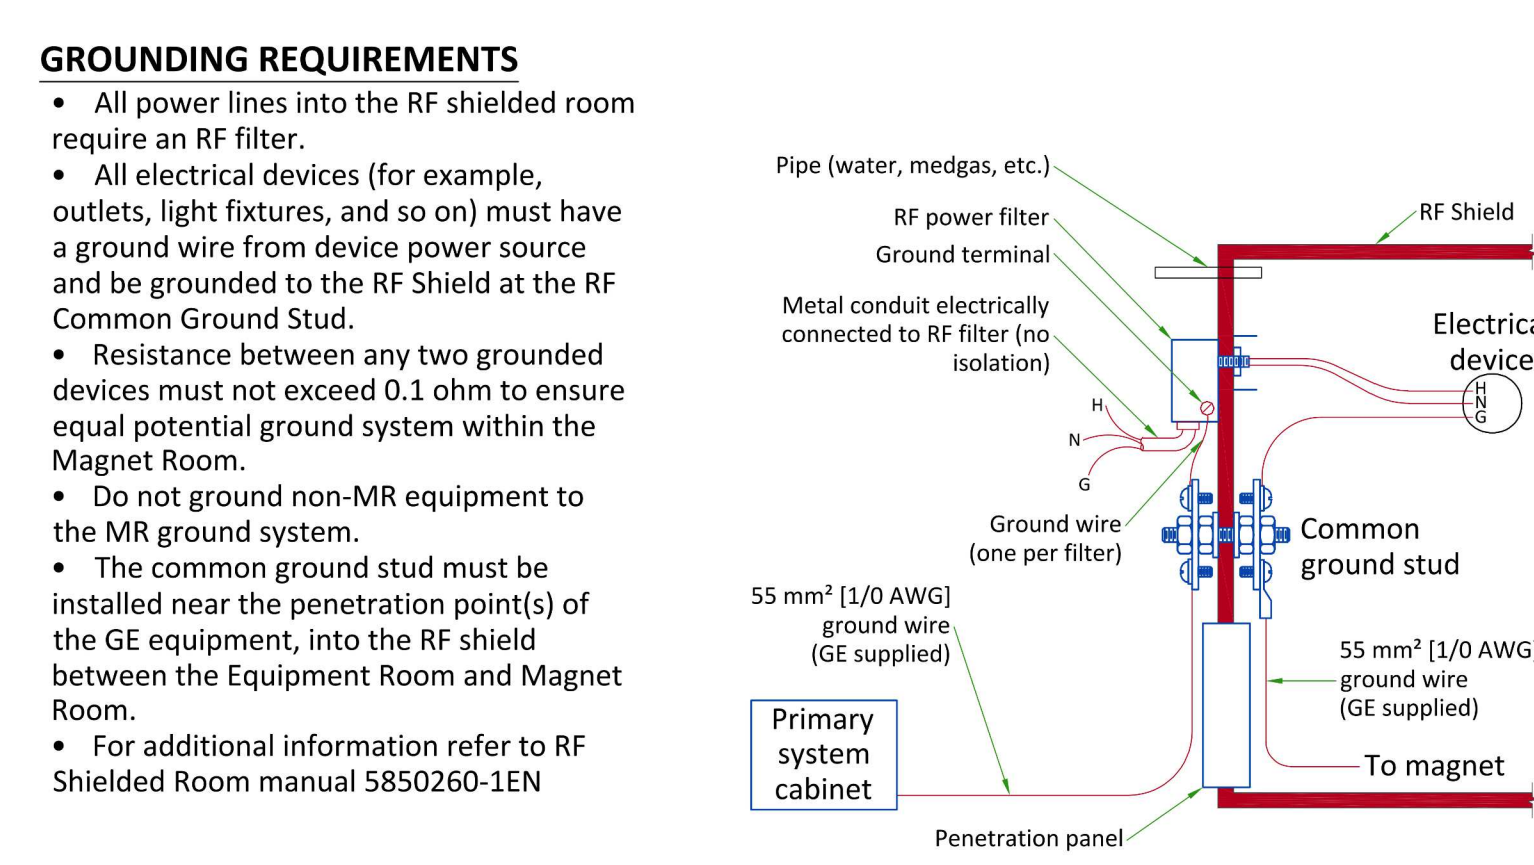 GROUNDING REQUIREMENTS
• All power lines into the RF shielded room
require an RF filter.
• All electrical devices (for example,
outlets, light fixtures, and so on) must have
a ground wire from device power source
and be grounded to the RF Shield at the RF
Common Ground Stud.
• Resistance between any two grounded
devices must not exceed 0.1 ohm to ensure
equal potential ground system within the
Magnet Room.
• Do not ground non-MR equipment to
the MR ground system.
• The common ground stud must be
installed near the penetration point(s) of
the GE equipment, into the RF shield
between the Equipment Room and Magnet
Room.
• For additional information refer to RF
Shielded Room manual 5850260-1EN
Pipe (water, medgas, etc.)
RF power filter
Ground terminal
Metal conduit electrically
connected to RF filter (no
isolation)
H
N
G
Ground wire
(one per filter)
55 mm² [1/0 AWG]
ground wire
(GE supplied)
Primary
system
cabinet
Penetration panel
RF Shield
device
H
N
G
Common
ground stud
55 mm² [1/0 AWG]
ground wire
(GE supplied)
To magnet